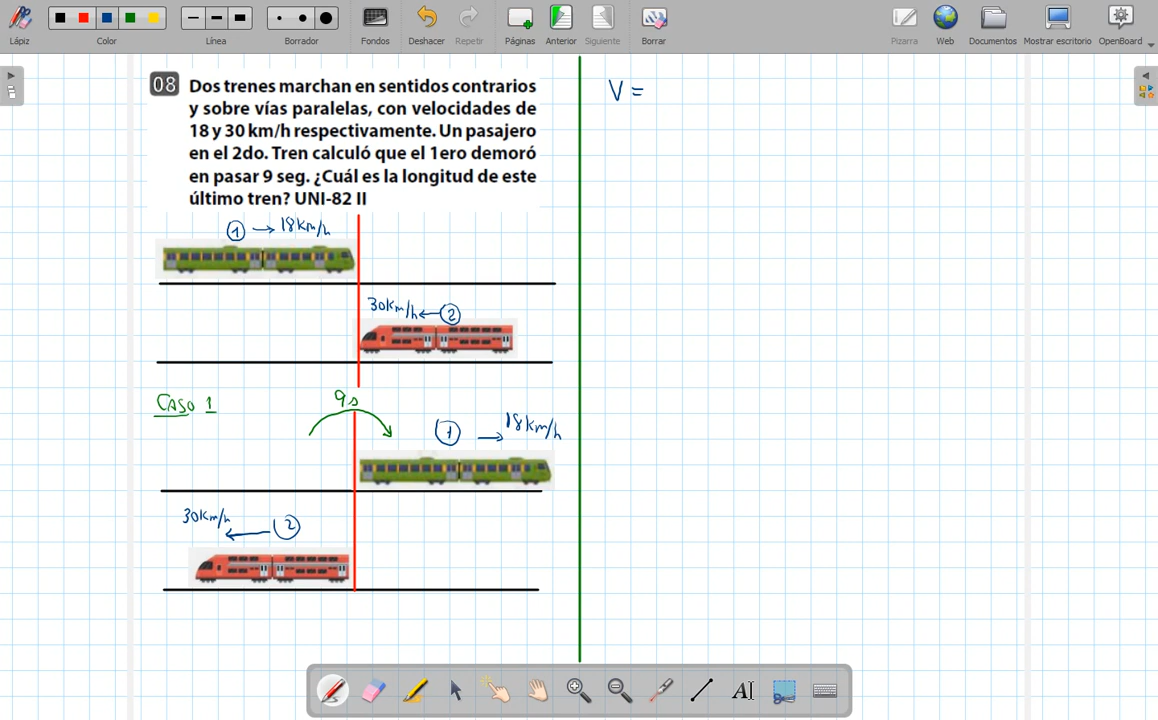 Lápiz
Color
Línea
Borrador
Fondos
Deshacer
Repetir
Páginas
Anterior
Siguiente
Borrar
Pizarra
Web
Documentos
Mostrar escritorio
OpenBoard
08
Dos trenes marchan en sentidos contrarios
y sobre vías paralelas, con velocidades de
18 y 30 km/h respectivamente. Un pasajero
en el 2do. Tren calculó que el 1ero demoró
en pasar 9 seg. ¿Cuál es la longitud de este
último tren? UNI-82 II
V =
1 → 18km/h
30km/h ← 2
CASO 1
9s
1 → 18km/h
30km/h ← 2
AI